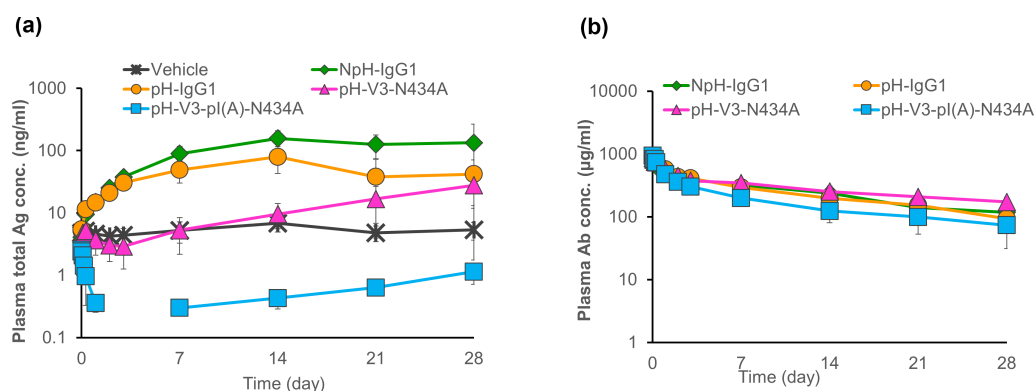 (a)
Vehicle NpH-IgG1
pH-IgG1 pH-V3-N434A
pH-V3-pI(A)-N434A
Plasma total Ag conc. (ng/ml)
1000
100
10
1
0.1
0 7 14 21 28
Time (day)
(b)
NpH-IgG1 pH-IgG1
pH-V3-N434A pH-V3-pI(A)-N434A
Plasma Ab conc. (µg/ml)
10000
1000
100
10
1
0 7 14 21 28
Time (day)